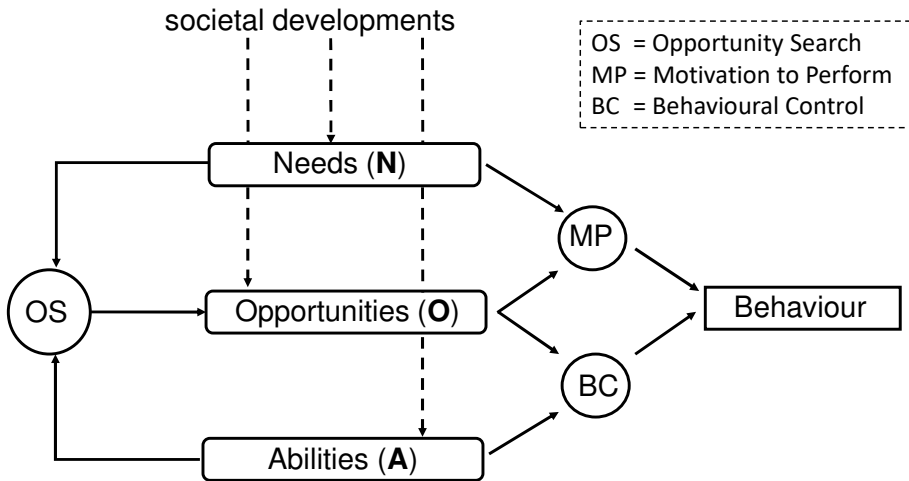 societal developments
OS = Opportunity Search
MP = Motivation to Perform
BC = Behavioural Control
Needs (N)
MP
OS
Opportunities (O)
Behaviour
BC
Abilities (A)